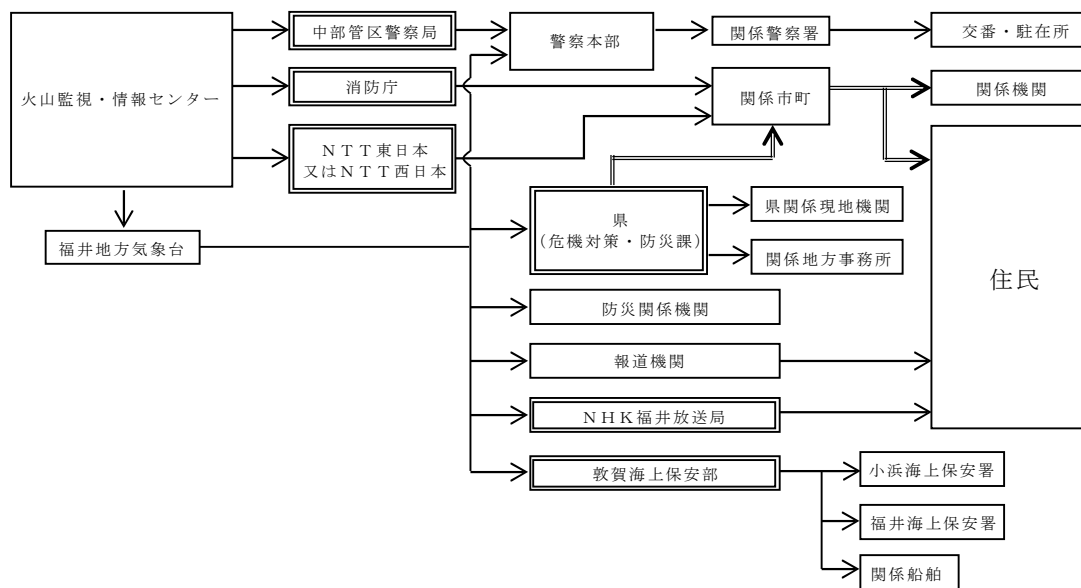 中部管区警察局
警察本部
関係警察署
交番・駐在所
火山監視・情報センター
消防庁
関係市町
関係機関
ＮＴＴ東日本
又はＮＴＴ西日本
県
(危機対策・防災課)
県関係現地機関
関係地方事務所
福井地方気象台
住民
防災関係機関
報道機関
ＮＨＫ福井放送局
敦賀海上保安部
小浜海上保安署
福井海上保安署
関係船舶